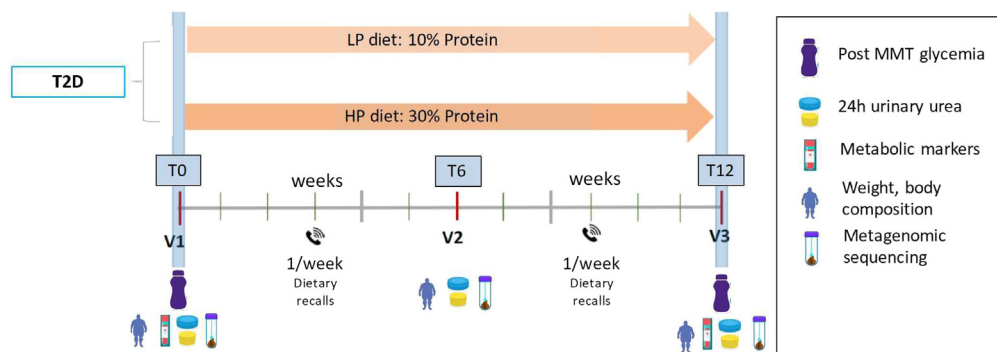 LP diet: 10% Protein
T2D
HP diet: 30% Protein
T0
weeks
T6
weeks
T12
V1
V2
V3
1/week
Dietary
recalls
1/week
Dietary
recalls
Post MMT glycemia
24h urinary urea
Metabolic markers
Weight, body
composition
Metagenomic
sequencing